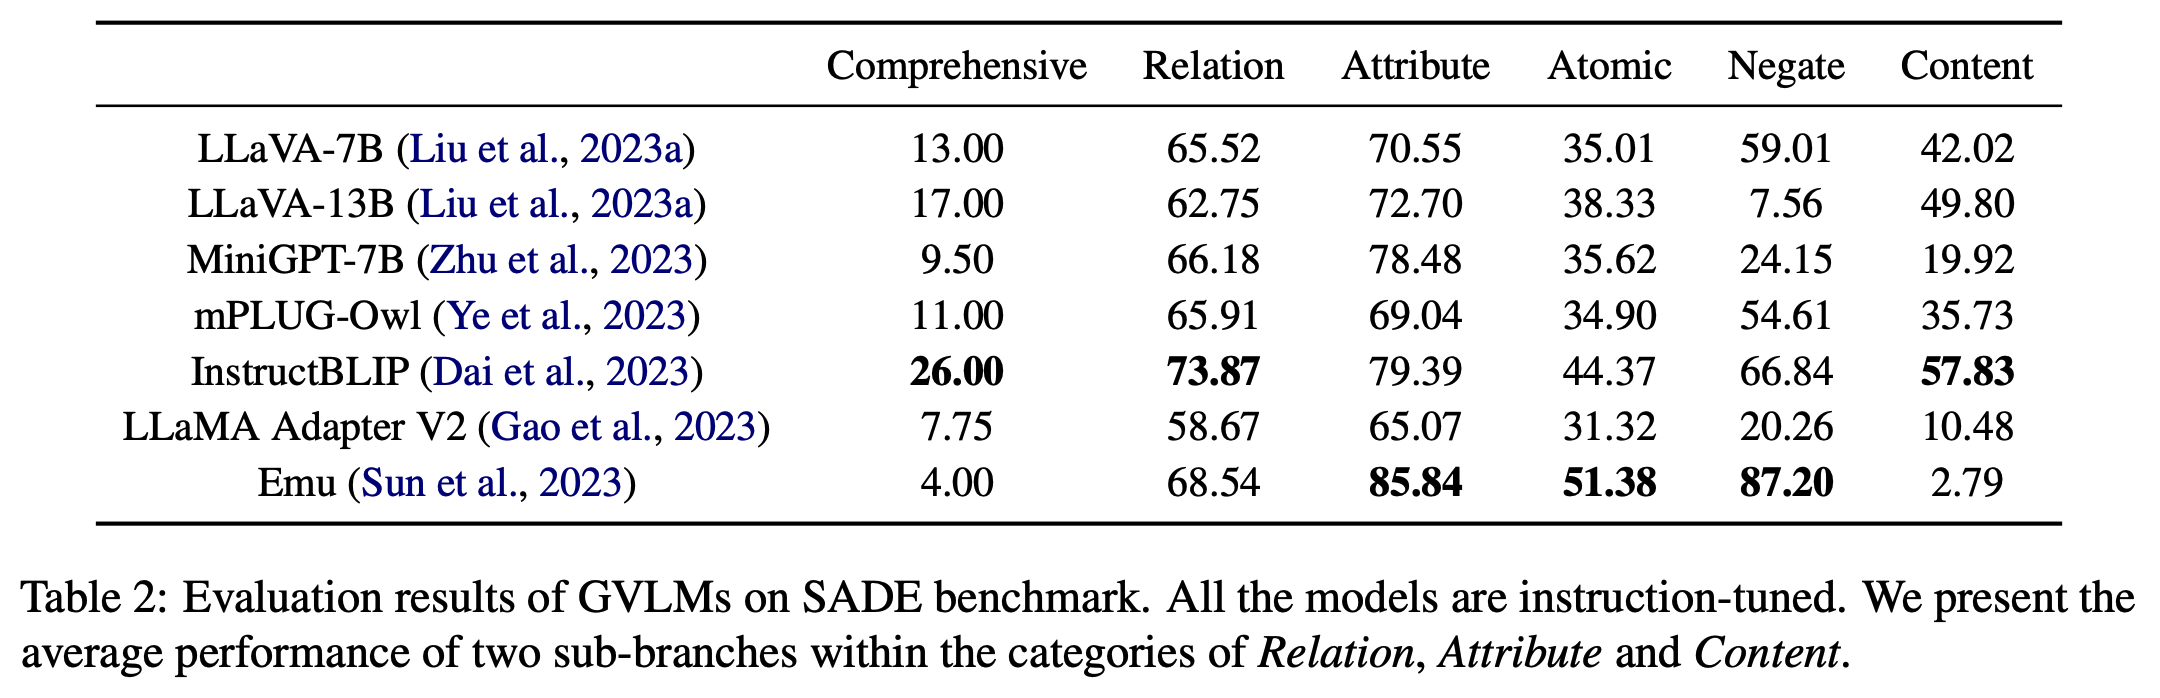 Comprehensive Relation Attribute Atomic Negate Content
LLaVA-7B (Liu et al., 2023a) 13.00 65.52 70.55 35.01 59.01 42.02
LLaVA-13B (Liu et al., 2023a) 17.00 62.75 72.70 38.33 7.56 49.80
MiniGPT-7B (Zhu et al., 2023) 9.50 66.18 78.48 35.62 24.15 19.92
mPLUG-Owl (Ye et al., 2023) 11.00 65.91 69.04 34.90 54.61 35.73
InstructBLIP (Dai et al., 2023) 26.00 73.87 79.39 44.37 66.84 57.83
LLaMA Adapter V2 (Gao et al., 2023) 7.75 58.67 65.07 31.32 20.26 10.48
Emu (Sun et al., 2023) 4.00 68.54 85.84 51.38 87.20 2.79
Table 2: Evaluation results of GVLMs on SADE benchmark. All the models are instruction-tuned. We present the
average performance of two sub-branches within the categories of Relation, Attribute and Content.